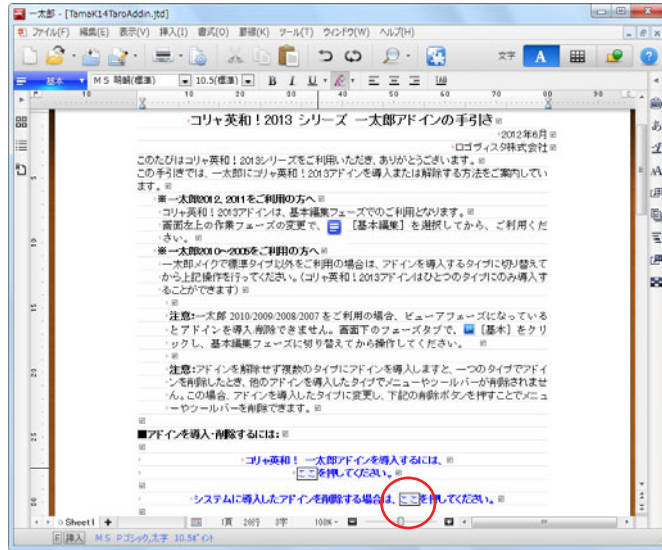 一太郎 - [TamaK14TaroAddin.jtd]
ファイル(F) 編集(E) 表示(V) 挿入(I) 書式(O) 罫線(K) ツール(T) ウィンドウ(W) ヘルプ(H)
文字 A
基本 MS 明朝(標準) 10.5(標準) B I U
10 10 20 30 40 50 60 70 80 90
コリャ英和!2013 シリーズ 一太郎アドインの手引き
2012年6月
ロゴヴィスタ株式会社
このたびはコリャ英和!2013シリーズをご利用いただき、ありがとうございます。
この手引きでは、一太郎にコリャ英和!2013アドインを導入または解除する方法をご案内してい
ます。
※一太郎2012, 2011をご利用の方へ
コリャ英和!2013アドインは、基本編集フェーズでのご利用となります。
画面左上の作業フェーズの変更で、 [基本編集] を選択してから、ご利用くだ
さい。
※一太郎2010~2005をご利用の方へ
一太郎メイクで標準タイプ以外をご利用の場合は、アドインを導入するタイプに切り替えて
から上記操作を行ってください。(コリャ英和!2013アドインはひとつのタイプにのみ導入す
ることができます)
注意:一太郎 2010/2009/2008/2007 をご利用の場合、ビューアフェーズになっている
とアドインを導入/削除できません。画面下のフェーズタブで、 [基本] をクリ
ックし、基本編集フェーズに切り替えてから操作してください。
注意:アドインを解除せず複数のタイプにアドインを導入しますと、一つのタイプでアドイ
ンを削除したとき、他のアドインを導入したタイプでメニューやツールバーが削除されませ
ん。この場合、アドインを導入したタイプに変更し、下記の削除ボタンを押すことでメニュ
ーやツールバーを削除できます。
■アドインを導入・削除するには:
コリャ英和! 一太郎アドインを導入するには、
ここを押してください。
システムに導入したアドインを削除する場合は、ここを押してください。
Sheet1 1頁 28行 3字 100%
挿入 MS Pゴシック,太字 10.5ポイント